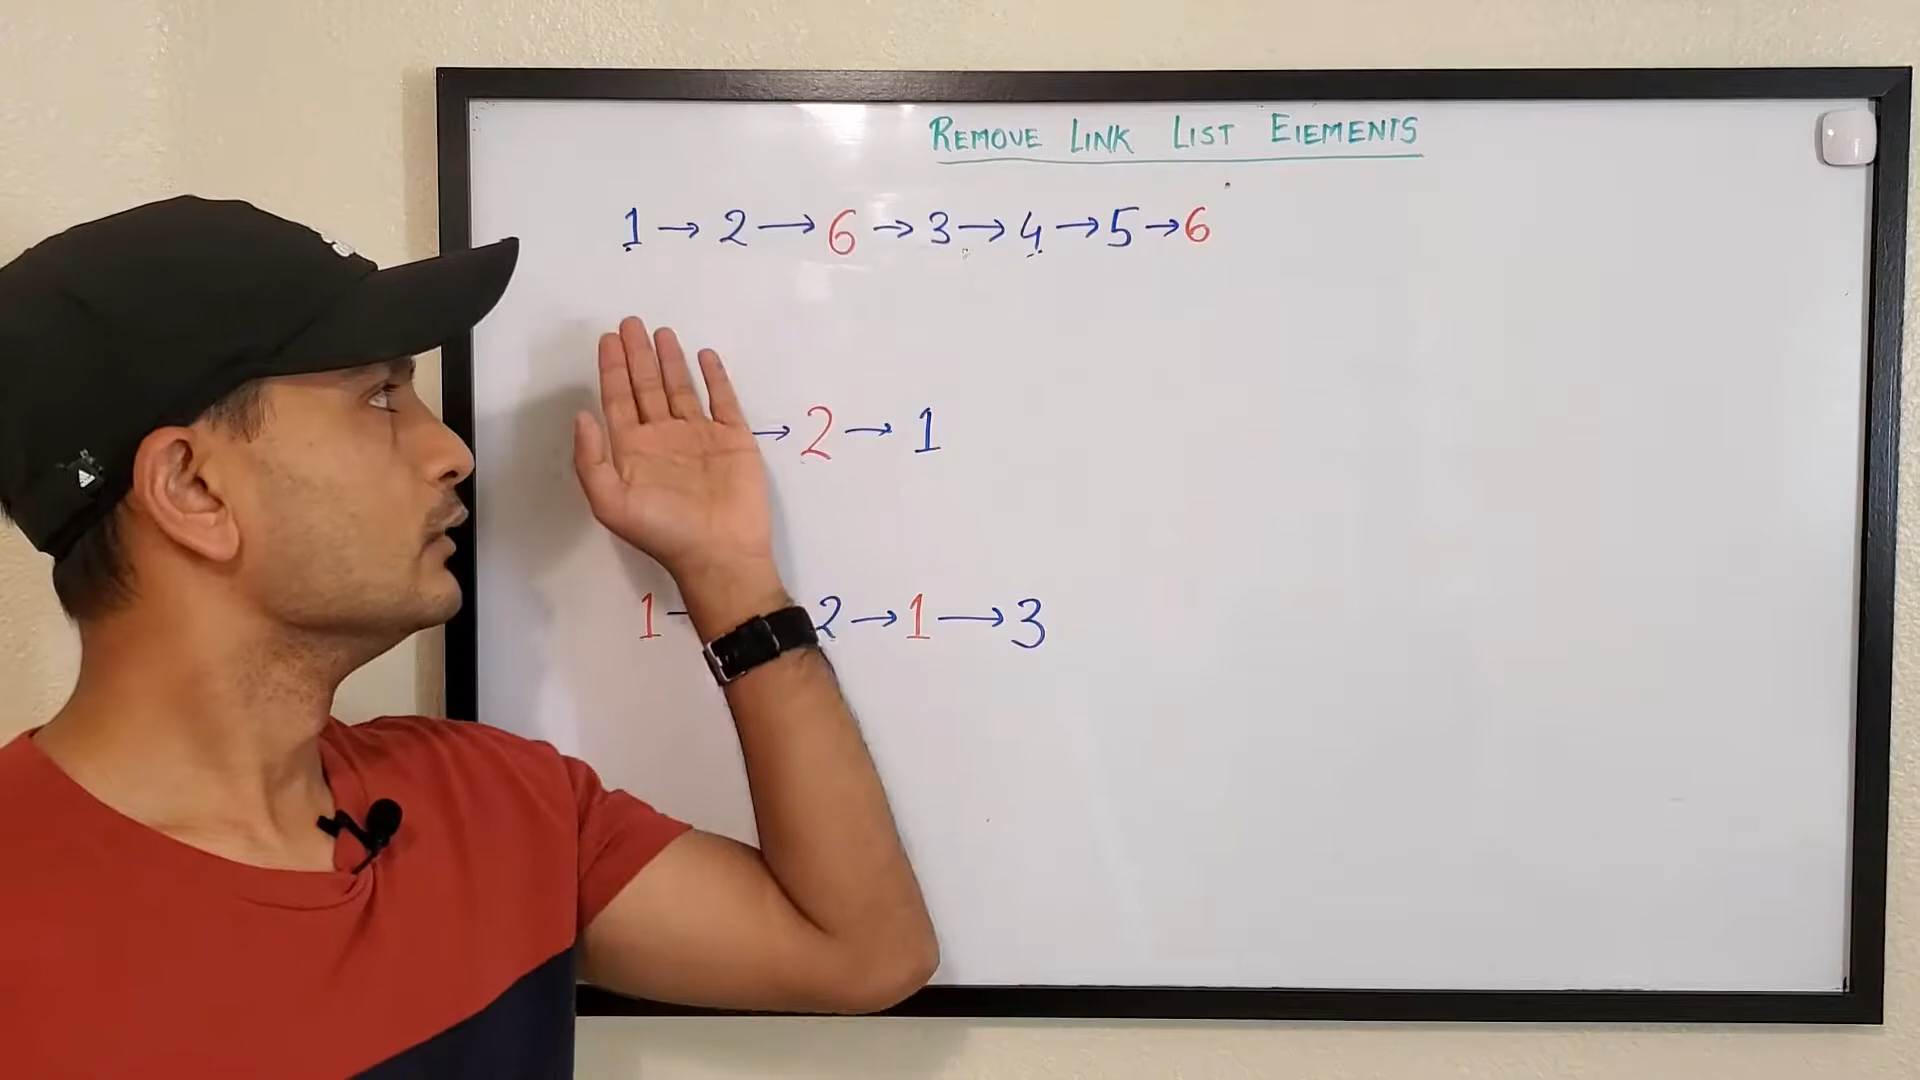 REMOVE LINK LIST ELEMENTS
1 → 2 → 6 → 3 → 4 → 5 → 6
→ 2 → 1
1 → 2 → 1 → 3